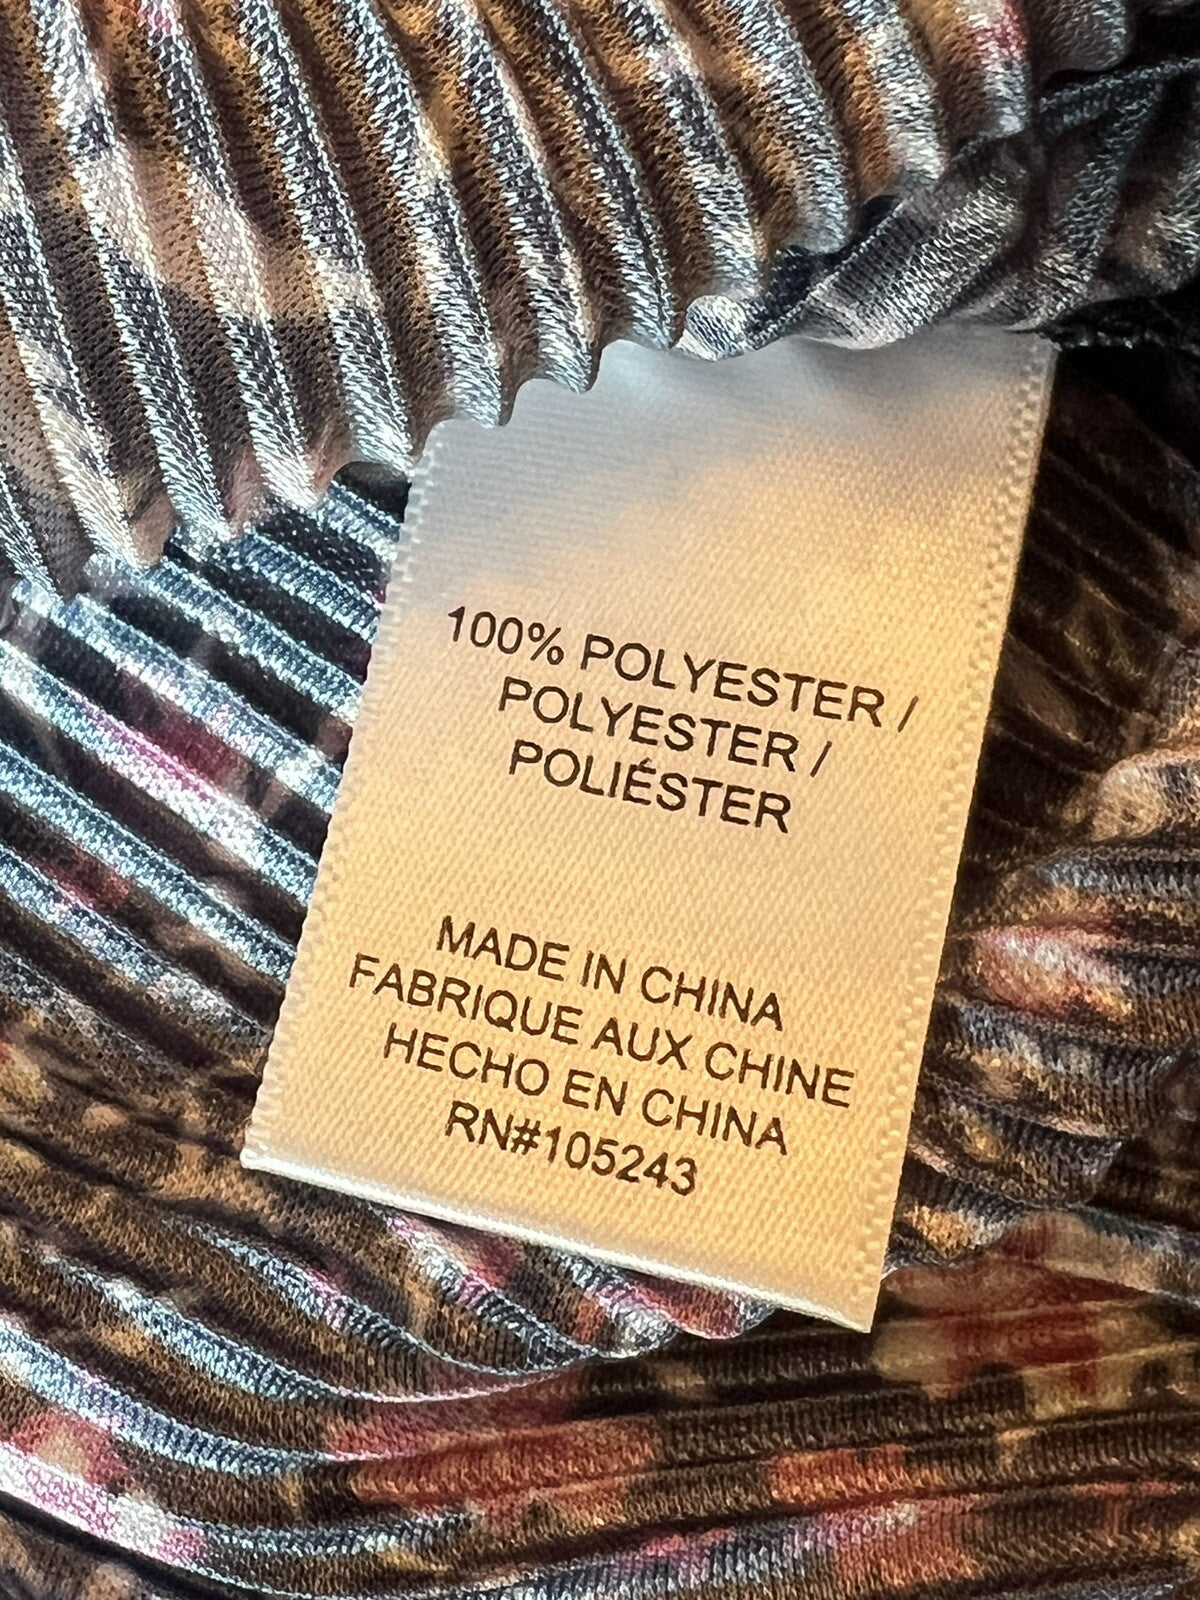 100% POLYESTER /
POLYESTER /
POLIÉSTER
MADE IN CHINA
FABRIQUE AUX CHINE
HECHO EN CHINA
RN#105243